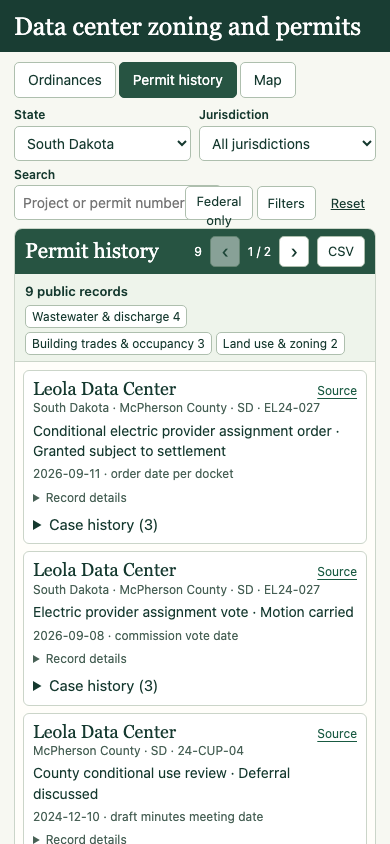 Data center zoning and permits
Ordinances Permit history Map
State Jurisdiction
South Dakota All jurisdictions
Search
Project or permit number Federal only Filters Reset
Permit history 9 ‹ 1 / 2 › CSV
9 public records
Wastewater & discharge 4
Building trades & occupancy 3 Land use & zoning 2
Leola Data Center Source
South Dakota · McPherson County · SD · EL24-027
Conditional electric provider assignment order ·
Granted subject to settlement
2026-09-11 · order date per docket
▶ Record details
▶ Case history (3)
Leola Data Center Source
South Dakota · McPherson County · SD · EL24-027
Electric provider assignment vote · Motion carried
2026-09-08 · commission vote date
▶ Record details
▶ Case history (3)
Leola Data Center Source
McPherson County · SD · 24-CUP-04
County conditional use review · Deferral
discussed
2024-12-10 · draft minutes meeting date
▶ Record details